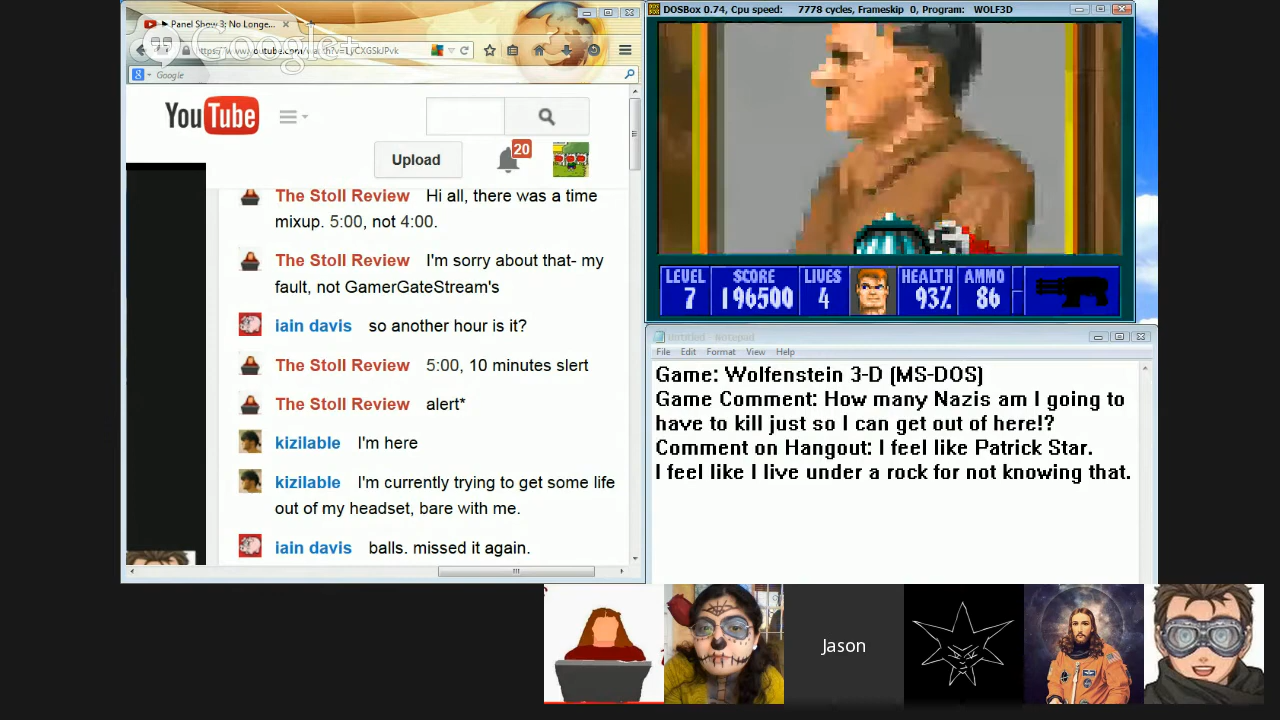 Panel Show 3: No Longe...
Google+
Google
YouTube
Upload
20
The Stoll Review Hi all, there was a time
mixup. 5:00, not 4:00.
The Stoll Review I'm sorry about that- my
fault, not GamerGateStream's
iain davis so another hour is it?
The Stoll Review 5:00, 10 minutes slert
The Stoll Review alert*
kizilable I'm here
kizilable I'm currently trying to get some life
out of my headset, bare with me.
iain davis balls. missed it again.
DOSBox 0.74, Cpu speed: 7778 cycles, Frameskip 0, Program: WOLF3D
LEVEL SCORE LIVES HEALTH AMMO
7 196500 4 93% 86
Untitled - Notepad
File Edit Format View Help
Game: Wolfenstein 3-D (MS-DOS)
Game Comment: How many Nazis am I going to
have to kill just so I can get out of here!?
Comment on Hangout: I feel like Patrick Star.
I feel like I live under a rock for not knowing that.
Jason